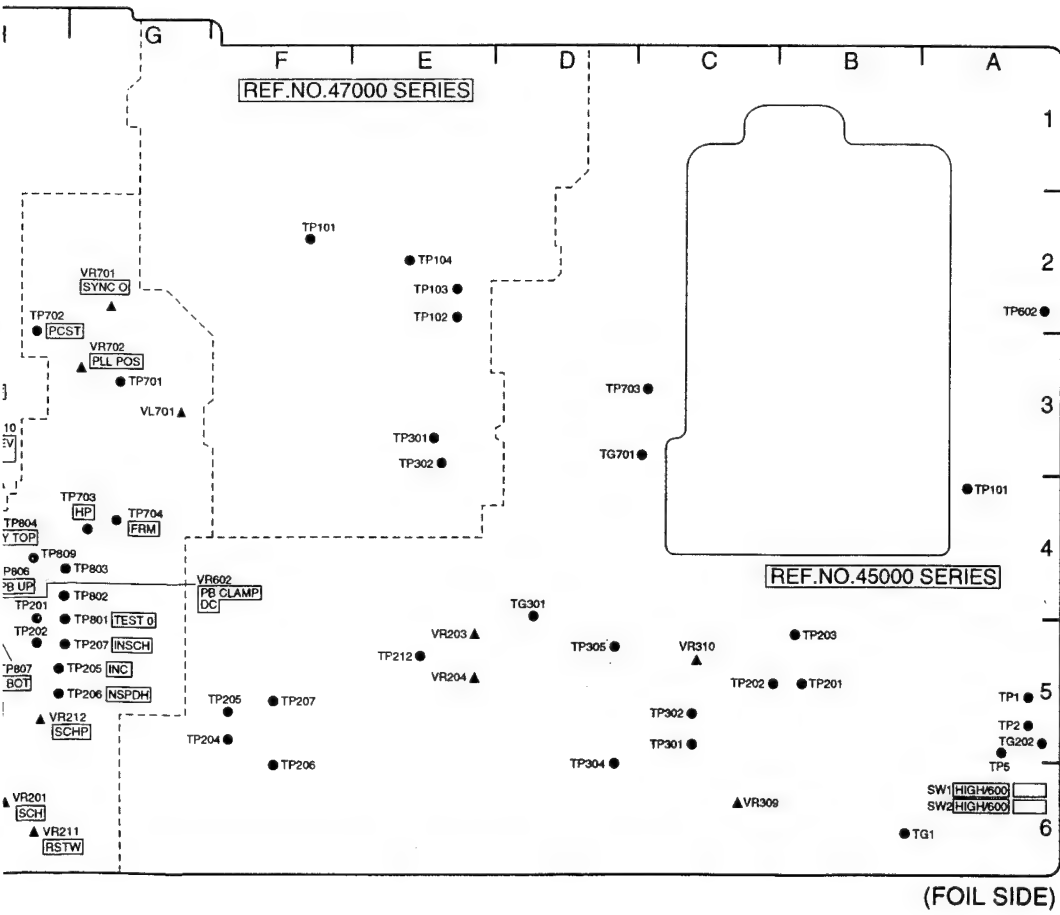 G F E D C B A
REF.NO.47000 SERIES
1
TP101
TP104
2
VR701
SYNC O
TP103
TP702
PCST
TP102
TP602
VR702
PLL POS
TP701
TP703
VL701
3
10
EV
TP301
TP302
TG701
TP703
HP
TP704
FRM
TP101
TP804
Y TOP
4
TP809
TP803
P806
PB UP
VR602
PB CLAMP
DC
REF.NO.45000 SERIES
TP802
TP201
TP801 TEST 0
TG301
TP202
TP207 INSCH
VR203
TP212
VR204
TP305
VR310
TP203
P807
BOT
TP205 INC
TP206 NSPDH
TP202
TP201
5
VR212
SCHP
TP205
TP207
TP204
TP206
TP302
TP301
TP304
TP1
TP2
TG202
TP5
VR201
SCH
VR211
RSTW
VR309
SW1 HIGH/600
SW2 HIGH/600
6
TG1
(FOIL SIDE)